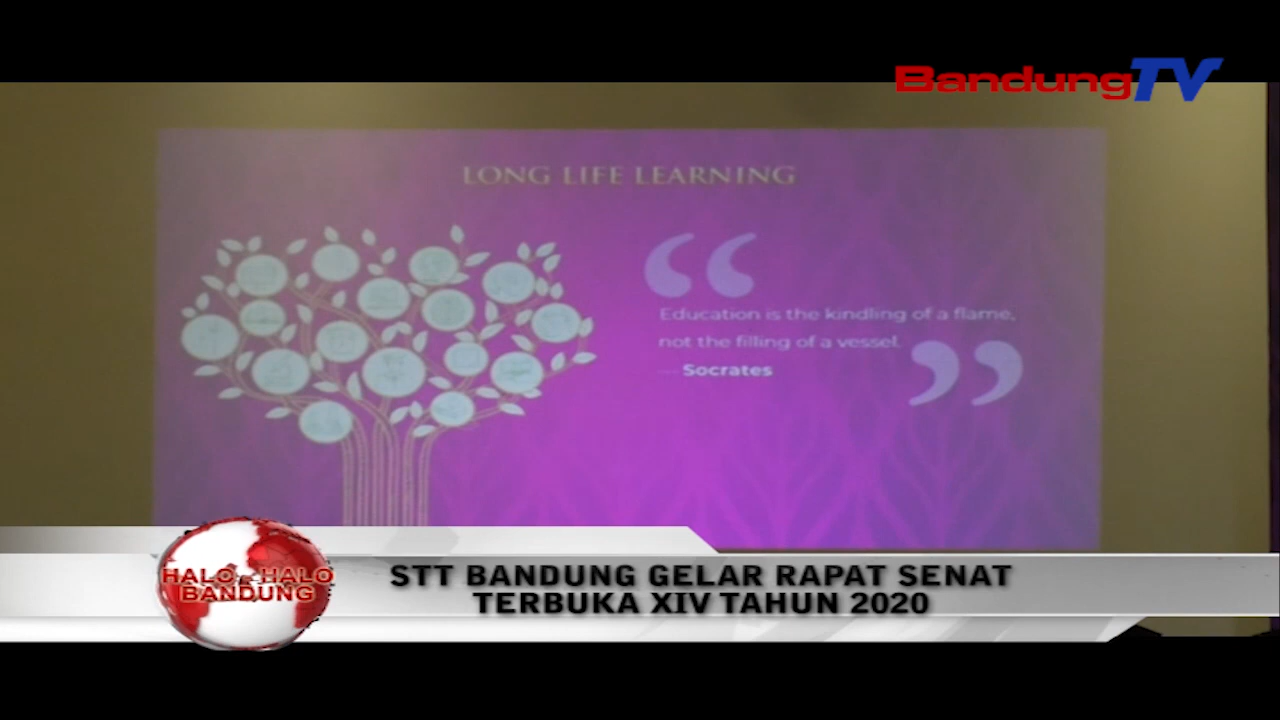 BandungTV
LONG LIFE LEARNING
Education is the kindling of a flame,
not the filling of a vessel.
— Socrates
HALO - HALO
BANDUNG
STT BANDUNG GELAR RAPAT SENAT
TERBUKA XIV TAHUN 2020